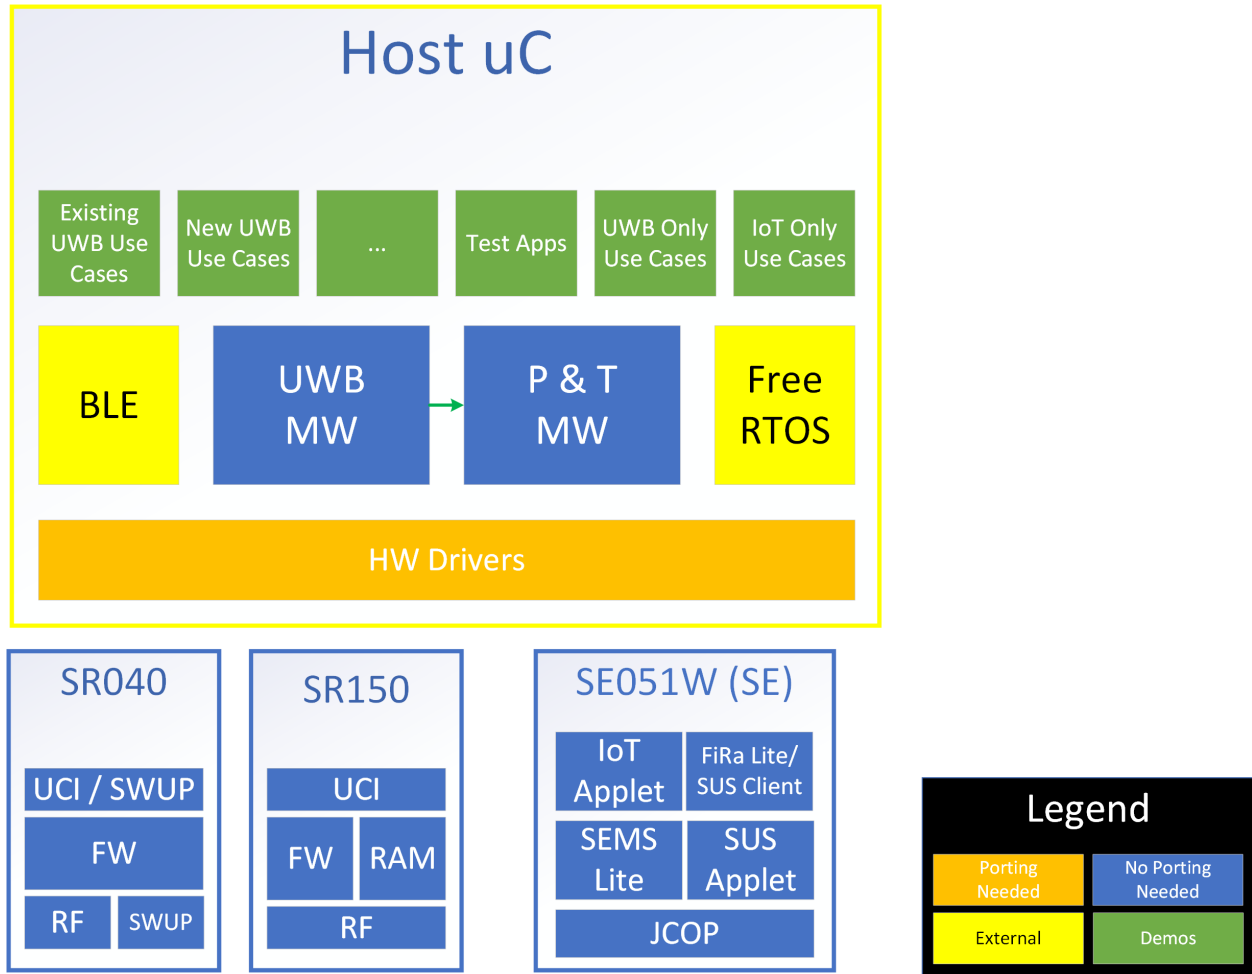 Host uC
Existing
UWB Use
Cases
New UWB
Use Cases
...
Test Apps
UWB Only
Use Cases
IoT Only
Use Cases
BLE
UWB
MW
P & T
MW
Free
RTOS
HW Drivers
SR040
UCI / SWUP
FW
RF
SWUP
SR150
UCI
FW
RAM
RF
SE051W (SE)
IoT
Applet
FiRa Lite/
SUS Client
SEMS
Lite
SUS
Applet
JCOP
Legend
Porting
Needed
No Porting
Needed
External
Demos